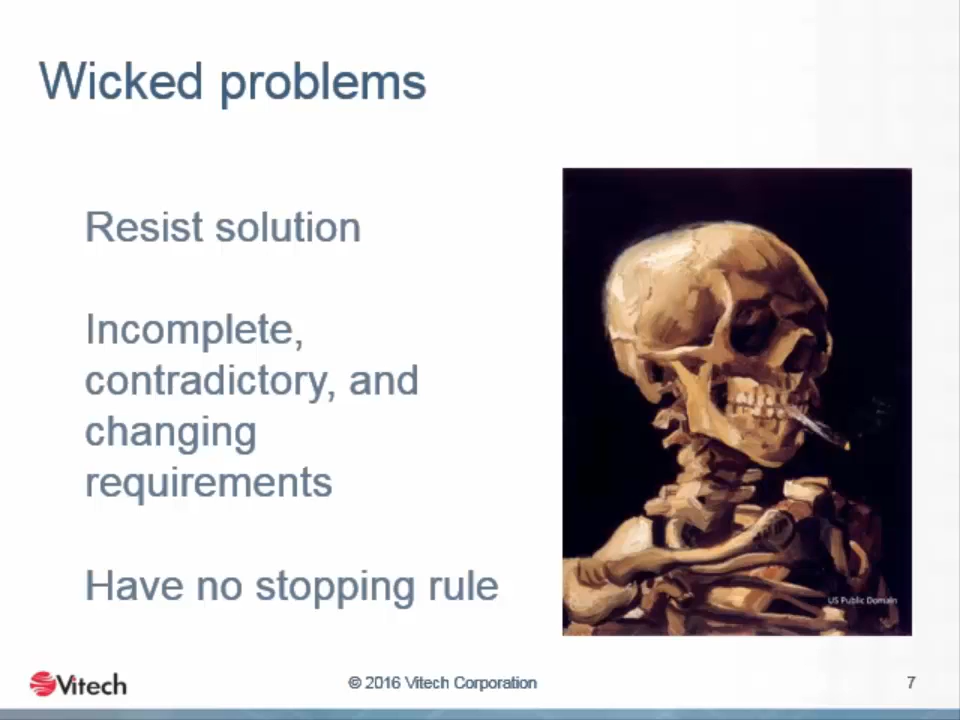 Wicked problems
Resist solution
Incomplete,
contradictory, and
changing
requirements
Have no stopping rule
US Public Domain
Vitech
© 2016 Vitech Corporation
7